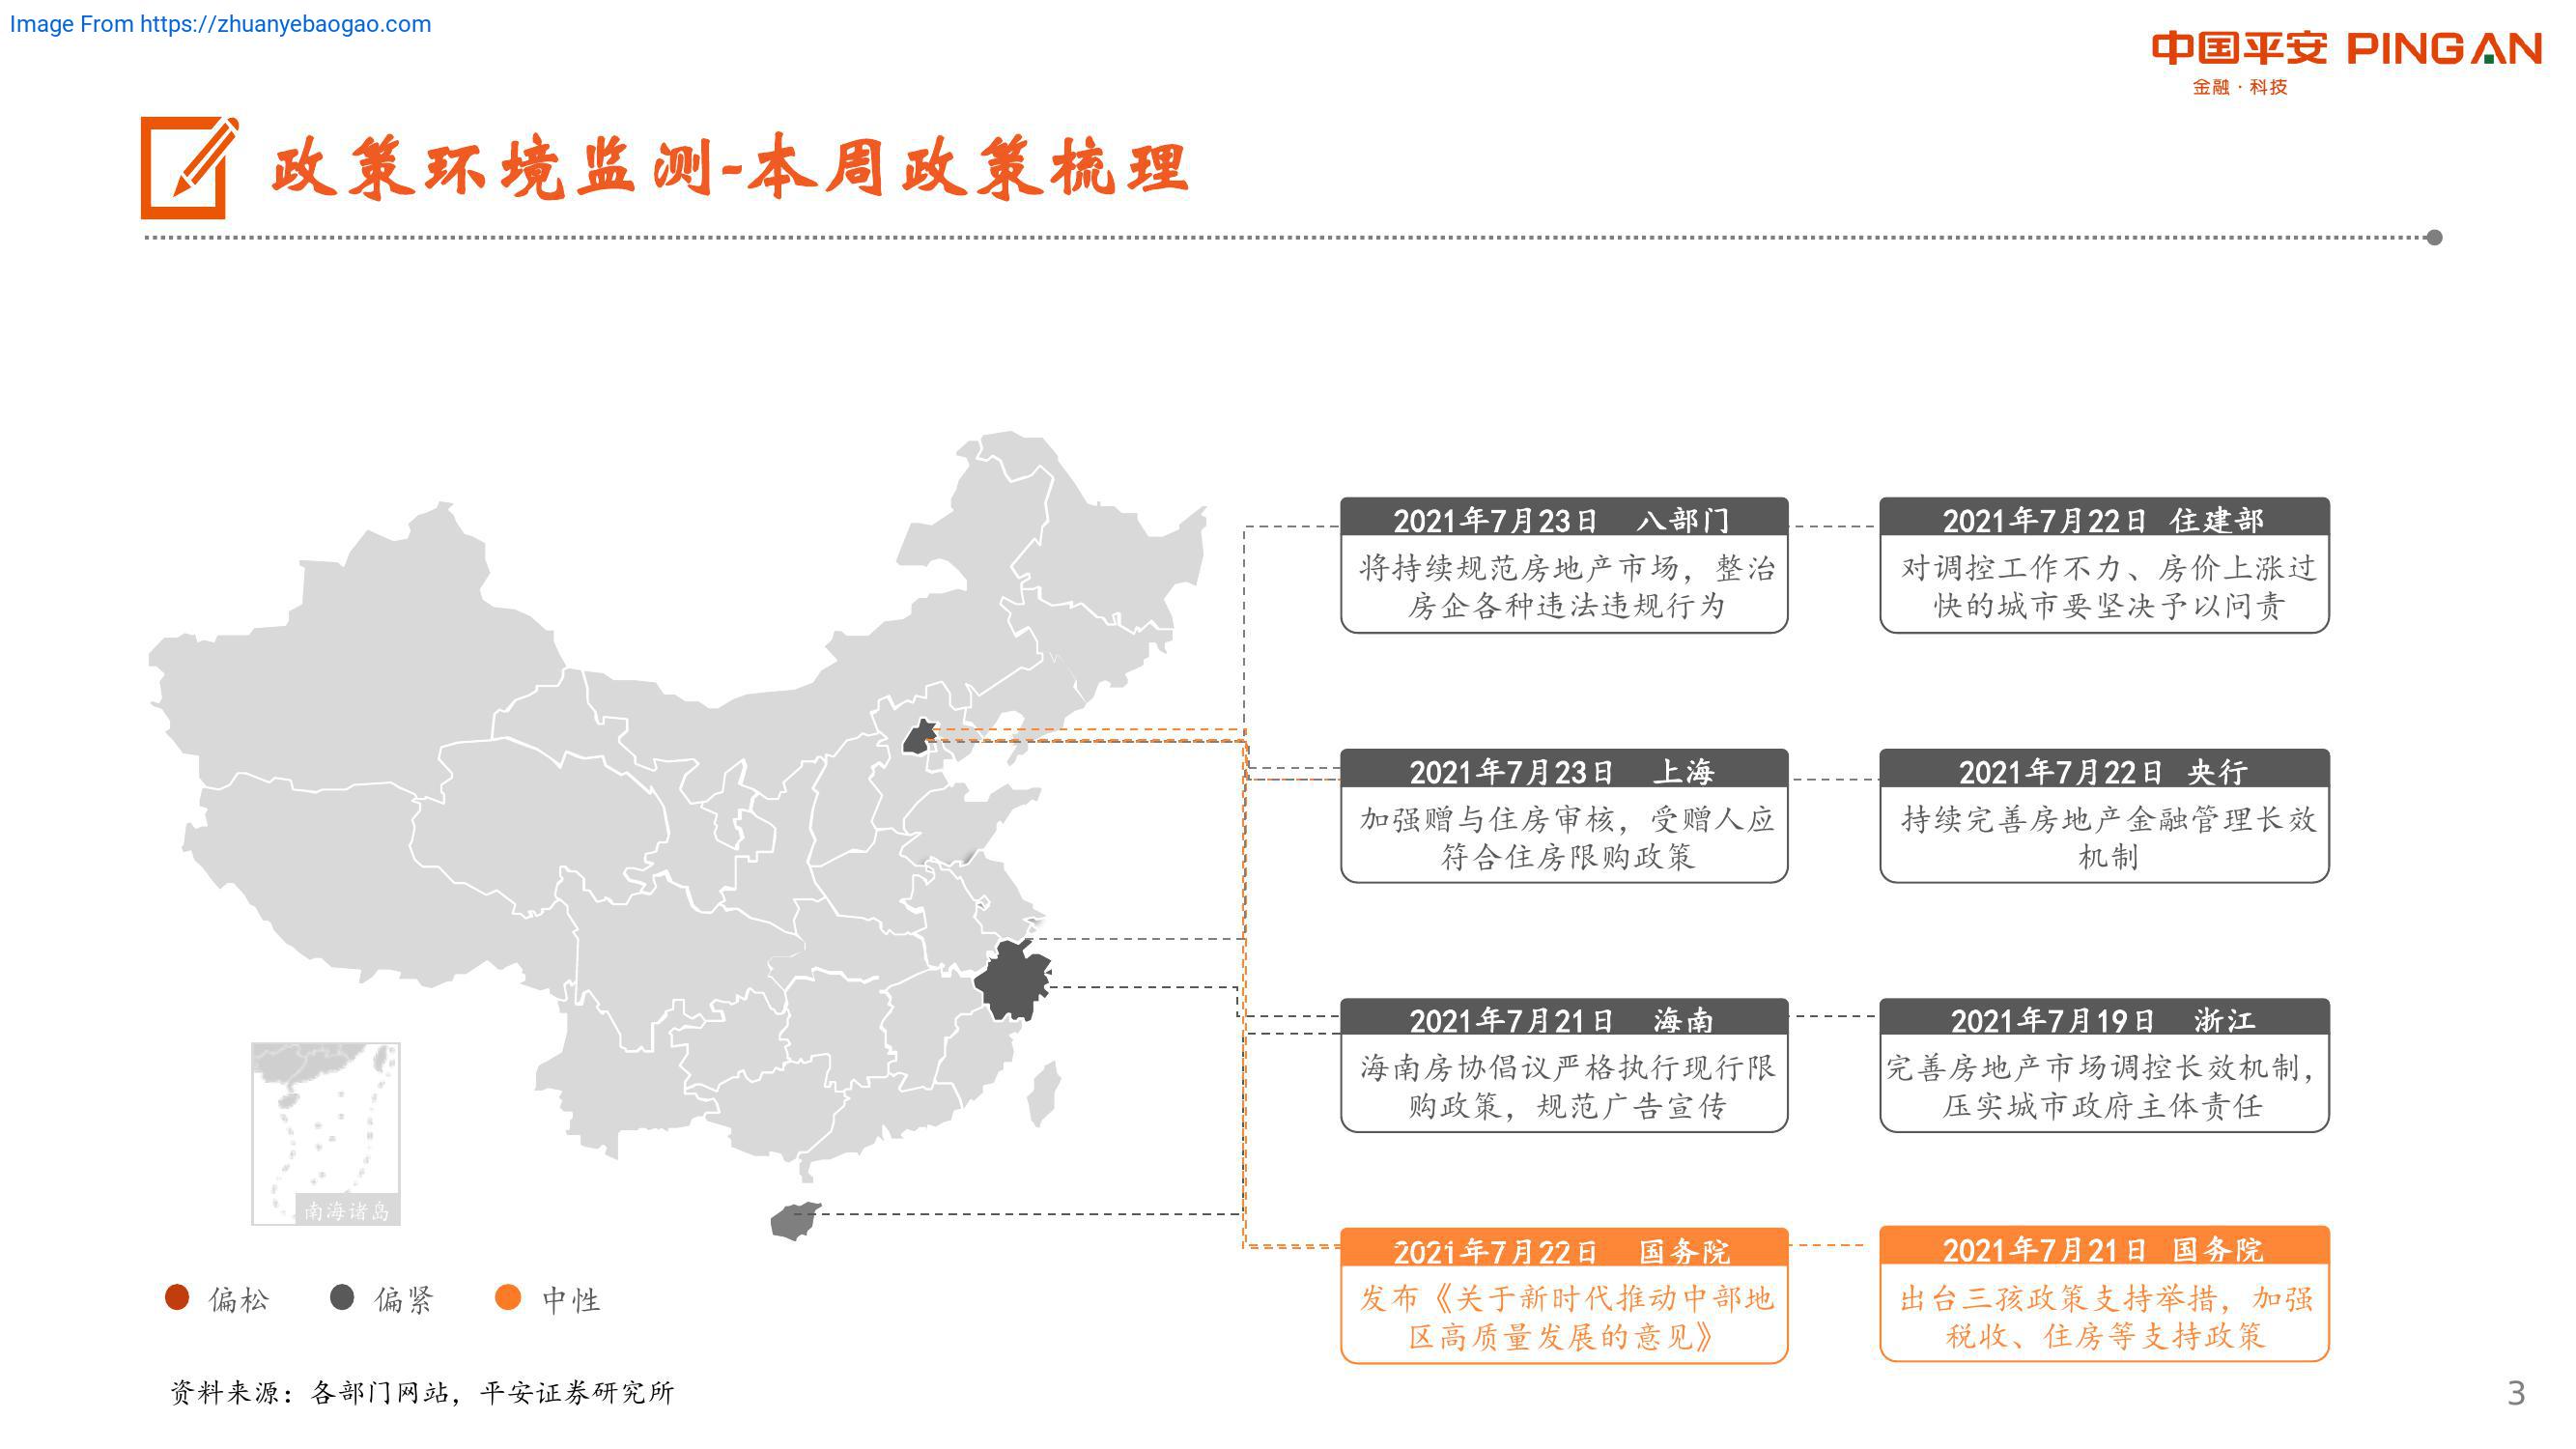 Image From https://zhuanyebaogao.com
中国平安 PINGAN
金融·科技
政策环境监测-本周政策梳理
2021年7月23日 八部门
将持续规范房地产市场，整治
房企各种违法违规行为
2021年7月22日 住建部
对调控工作不力、房价上涨过
快的城市要坚决予以问责
2021年7月23日 上海
加强赠与住房审核，受赠人应
符合住房限购政策
2021年7月22日 央行
持续完善房地产金融管理长效
机制
2021年7月21日 海南
海南房协倡议严格执行现行限
购政策，规范广告宣传
2021年7月19日 浙江
完善房地产市场调控长效机制，
压实城市政府主体责任
2021年7月22日 国务院
发布《关于新时代推动中部地
区高质量发展的意见》
2021年7月21日 国务院
出台三孩政策支持举措，加强
税收、住房等支持政策
南海诸岛
偏松 偏紧 中性
资料来源：各部门网站，平安证券研究所
3